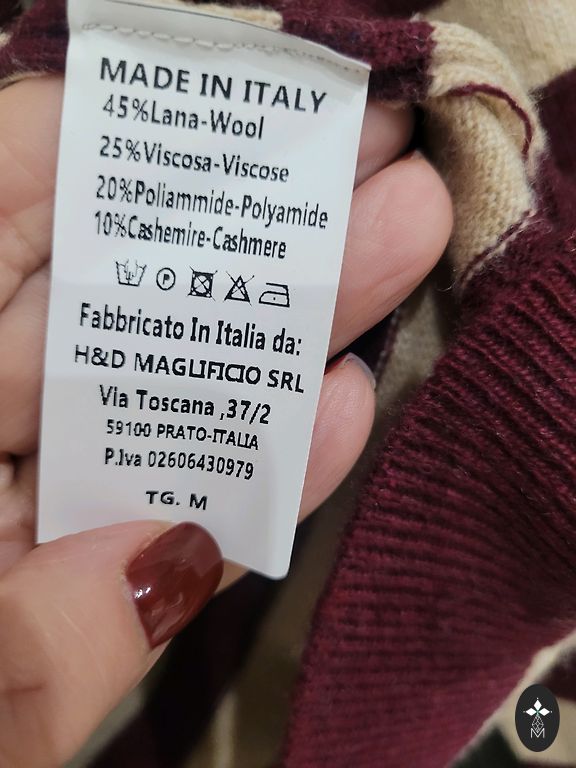 MADE IN ITALY
45%Lana-Wool
25%Viscosa-Viscose
20%Poliammide-Polyamide
10%Cashemire-Cashmere
P
Fabbricato In Italia da:
H&D MAGLIFICIO SRL
Via Toscana ,37/2
59100 PRATO-ITALIA
P.Iva 02606430979
TG. M
M